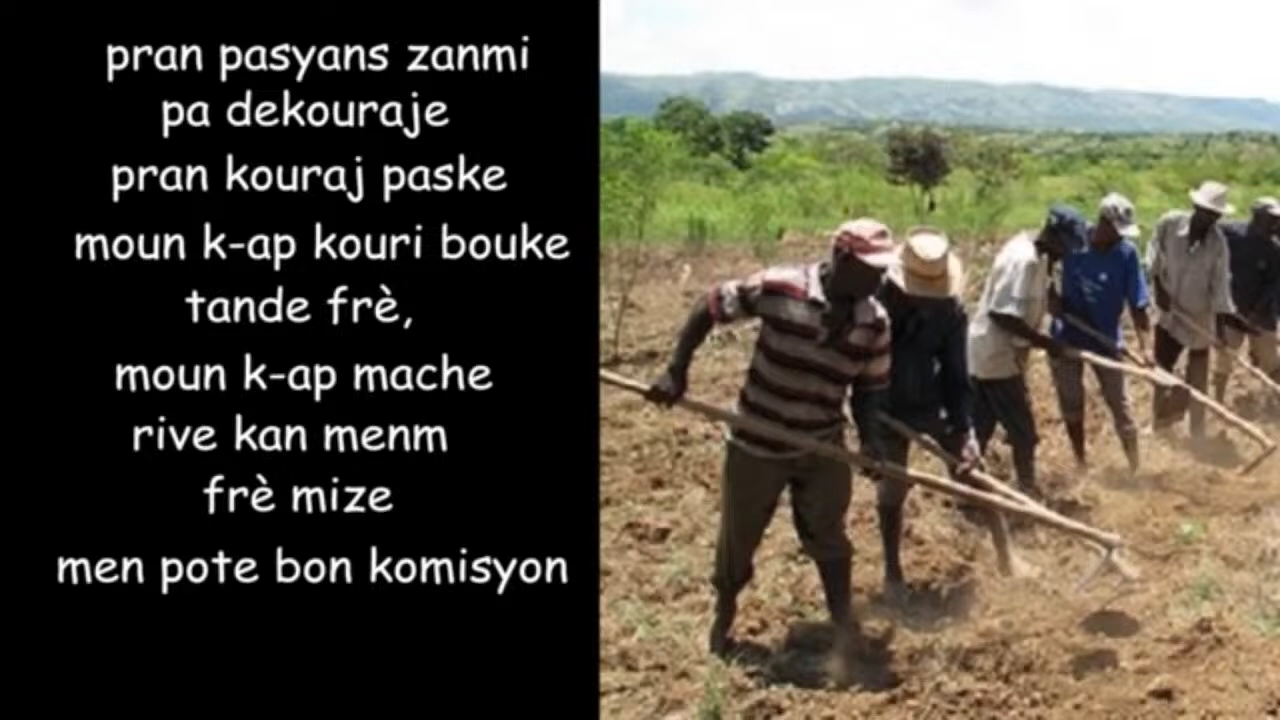 pran pasyans zanmi
pa dekouraje
pran kouraj paske
moun k-ap kouri bouke
tande frè,
moun k-ap mache
rive kan menm
frè mize
men pote bon komisyon